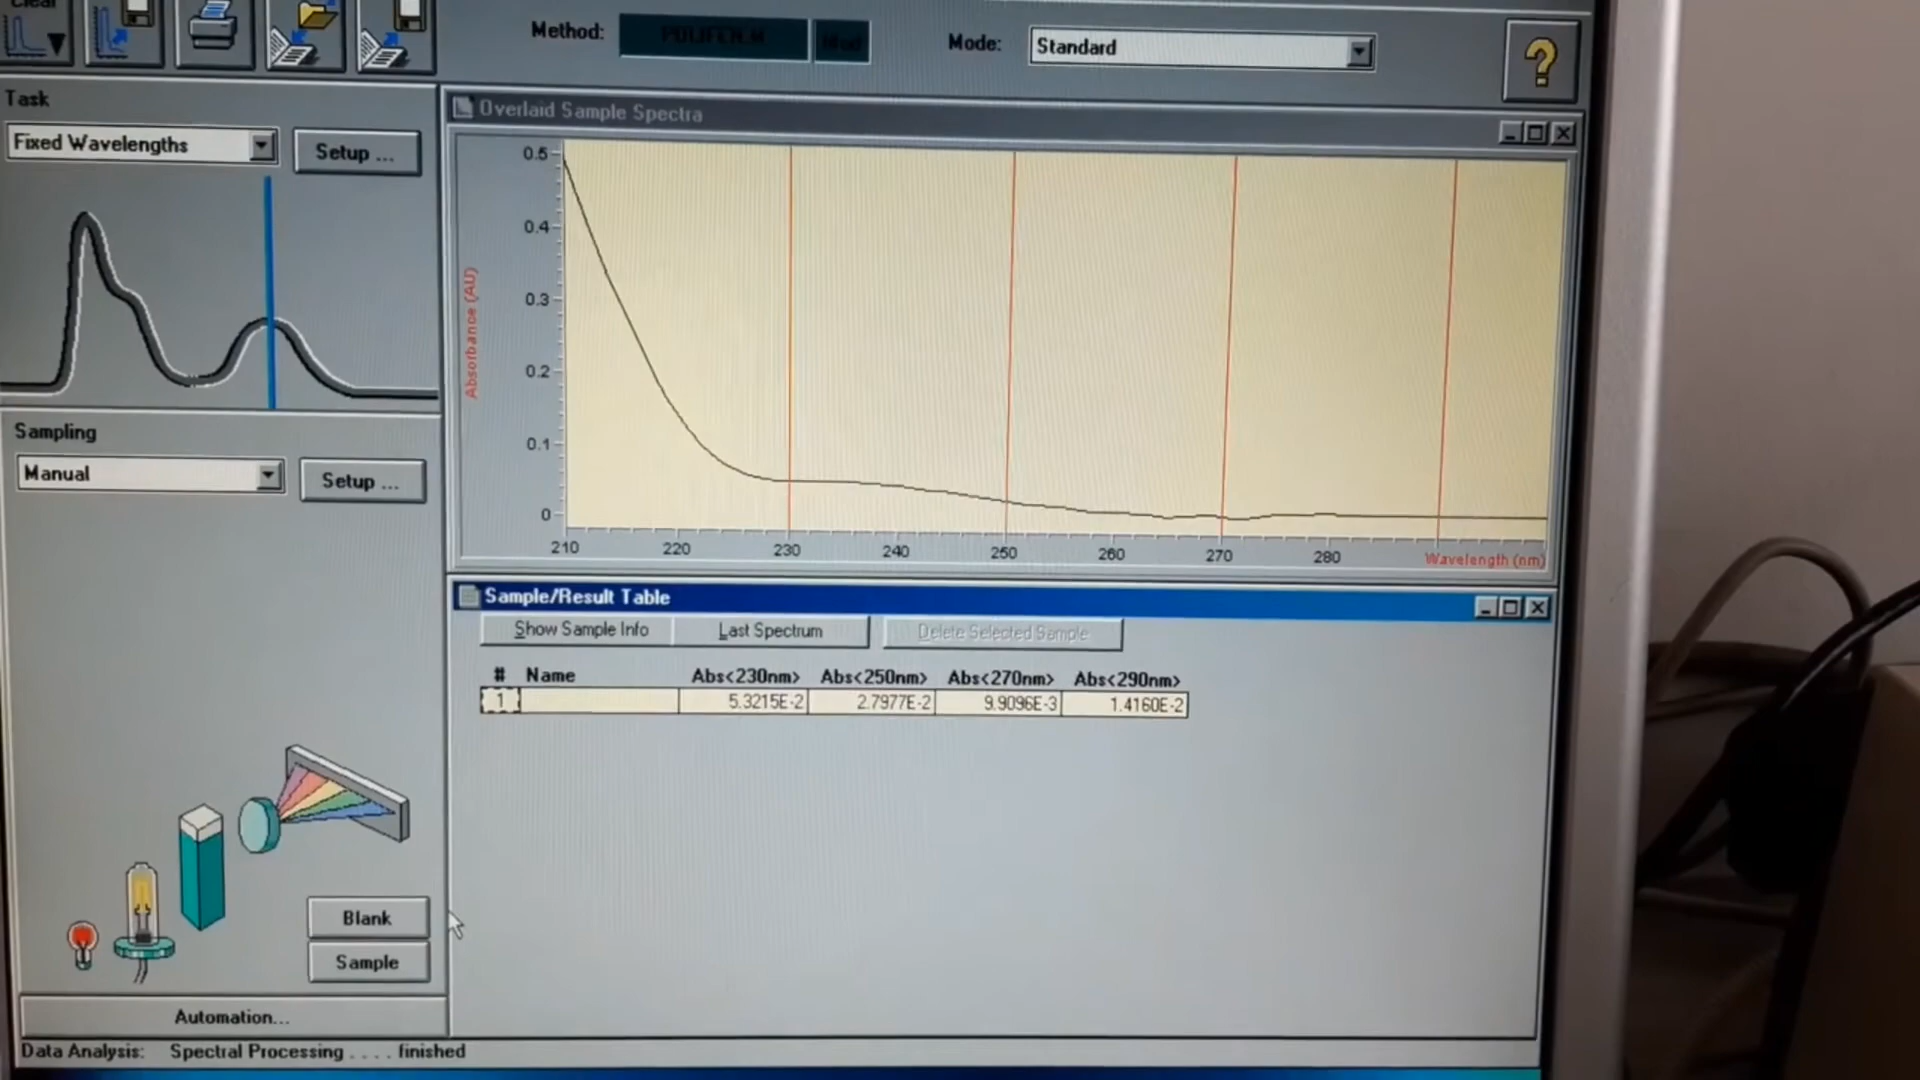 Clear
Method: POLIFEN.M Mod
Mode: Standard
Task
Fixed Wavelengths
Setup ...
Sampling
Manual
Setup ...
Blank
Sample
Automation...
Data Analysis: Spectral Processing . . . . finished
Overlaid Sample Spectra
Absorbance (AU)
0.5
0.4
0.3
0.2
0.1
0
210 220 230 240 250 260 270 280 Wavelength (nm)
Sample/Result Table
Show Sample Info Last Spectrum Delete Selected Sample
# Name Abs<230nm> Abs<250nm> Abs<270nm> Abs<290nm>
1 5.3215E-2 2.7977E-2 9.9096E-3 1.4160E-2